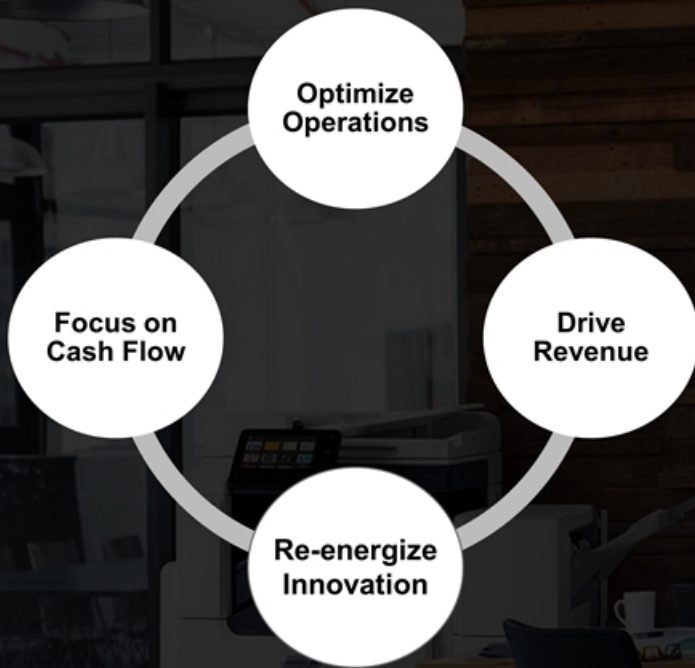 Optimize
Operations
Focus on
Cash Flow
Drive
Revenue
Re-energize
Innovation